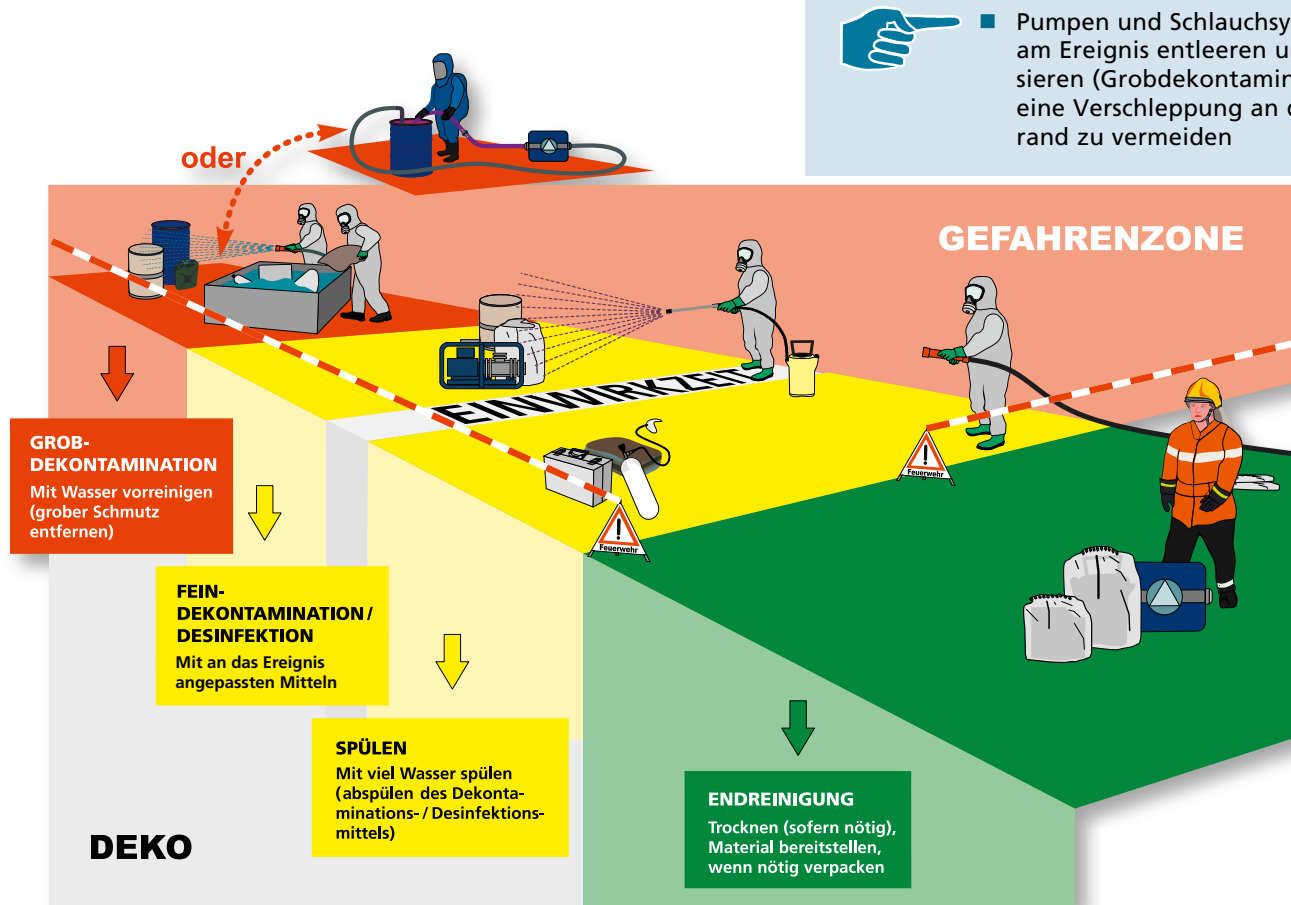 Pumpen und Schlauchsy
am Ereignis entleeren u
sieren (Grobdekontamin
eine Verschleppung an
rand zu vermeiden
oder
GEFAHRENZONE
EINWIRKZEIT
Feuerwehr
Feuerwehr
GROB-
DEKONTAMINATION
Mit Wasser vorreinigen
(grober Schmutz
entfernen)
FEIN-
DEKONTAMINATION/
DESINFEKTION
Mit an das Ereignis
angepassten Mitteln
SPÜLEN
Mit viel Wasser spülen
(abspülen des Dekonta-
minations-/Desinfektions-
mittels)
ENDREINIGUNG
Trocknen (sofern nötig),
Material bereitstellen,
wenn nötig verpacken
DEKO